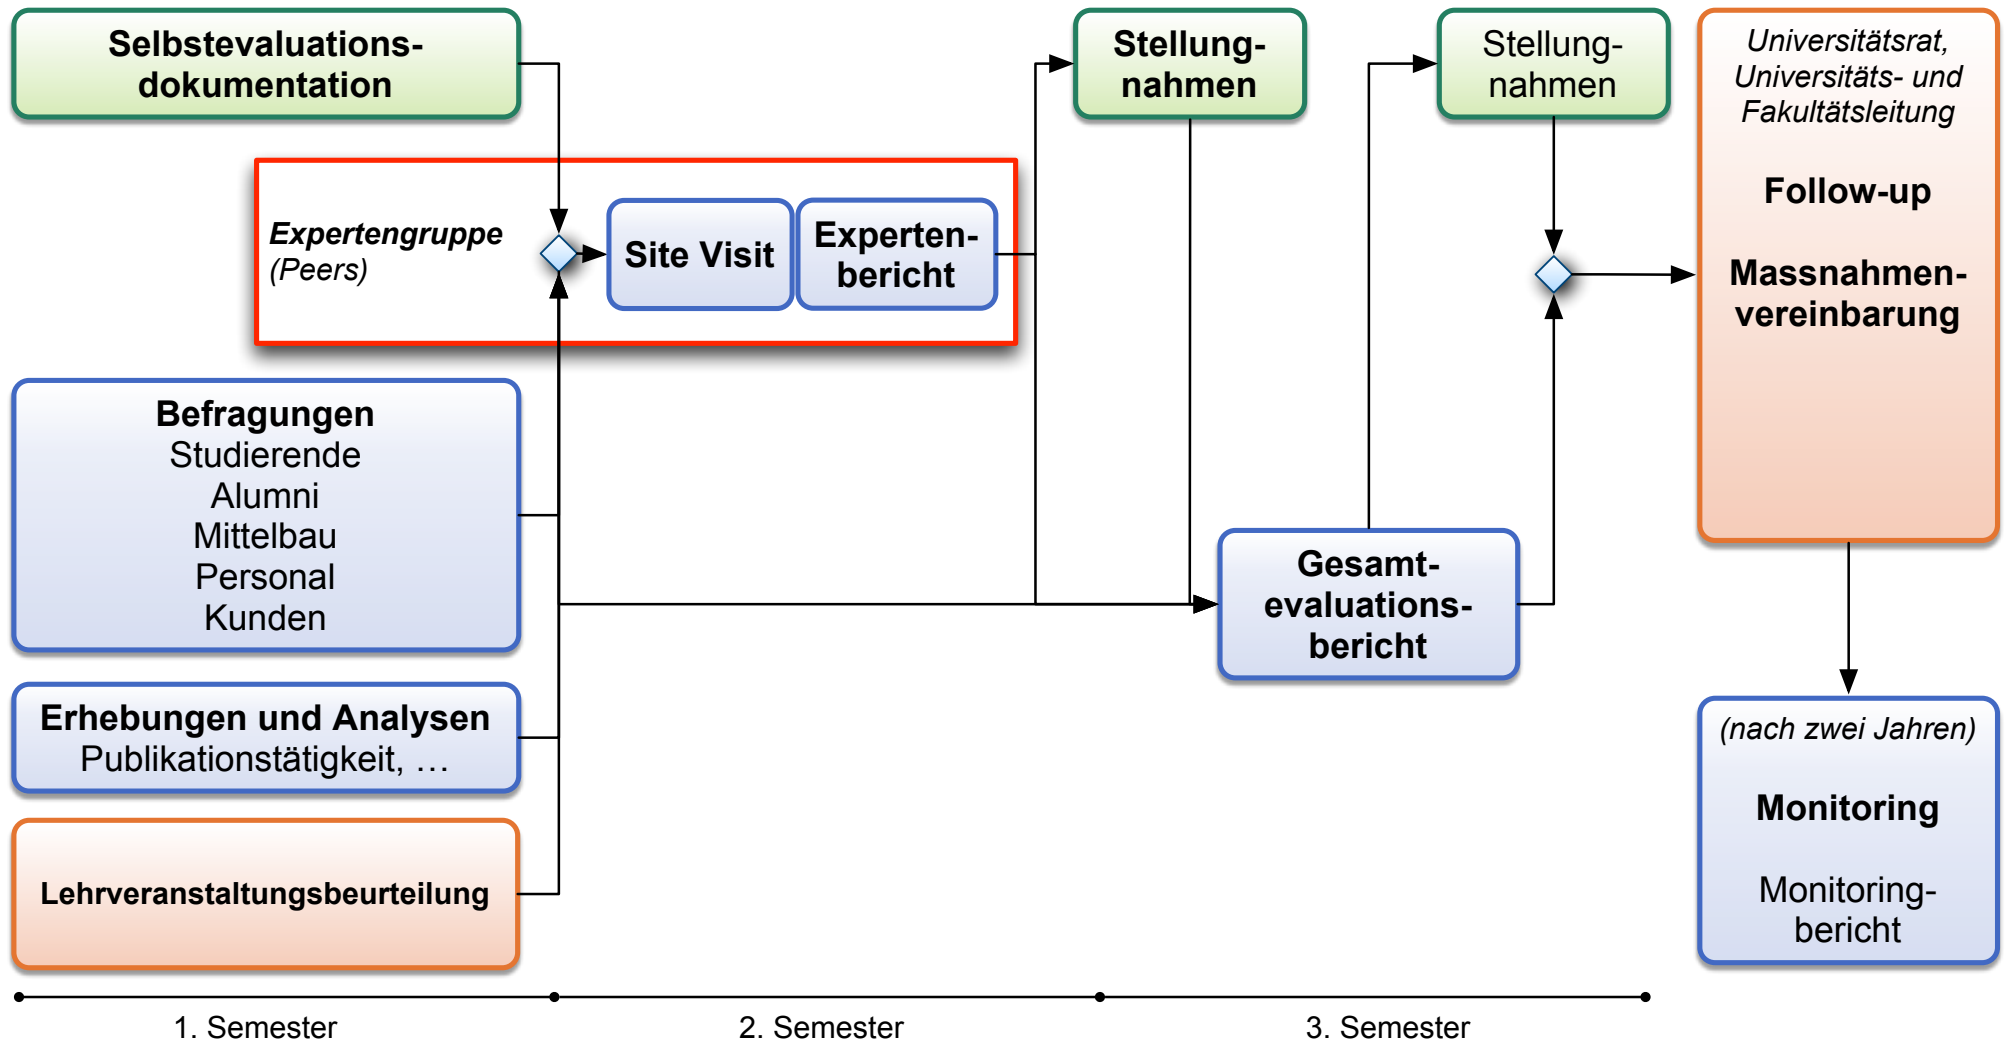 Selbstevaluations-
dokumentation
Stellung-
nahmen
Stellung-
nahmen
Universitätsrat,
Universitäts- und
Fakultätsleitung
Follow-up
Massnahmen-
vereinbarung
Expertengruppe
(Peers)
Site Visit
Experten-
bericht
Befragungen
Studierende
Alumni
Mittelbau
Personal
Kunden
Gesamt-
evaluations-
bericht
Erhebungen und Analysen
Publikationstätigkeit, …
Lehrveranstaltungsbeurteilung
(nach zwei Jahren)
Monitoring
Monitoring-
bericht
1. Semester
2. Semester
3. Semester